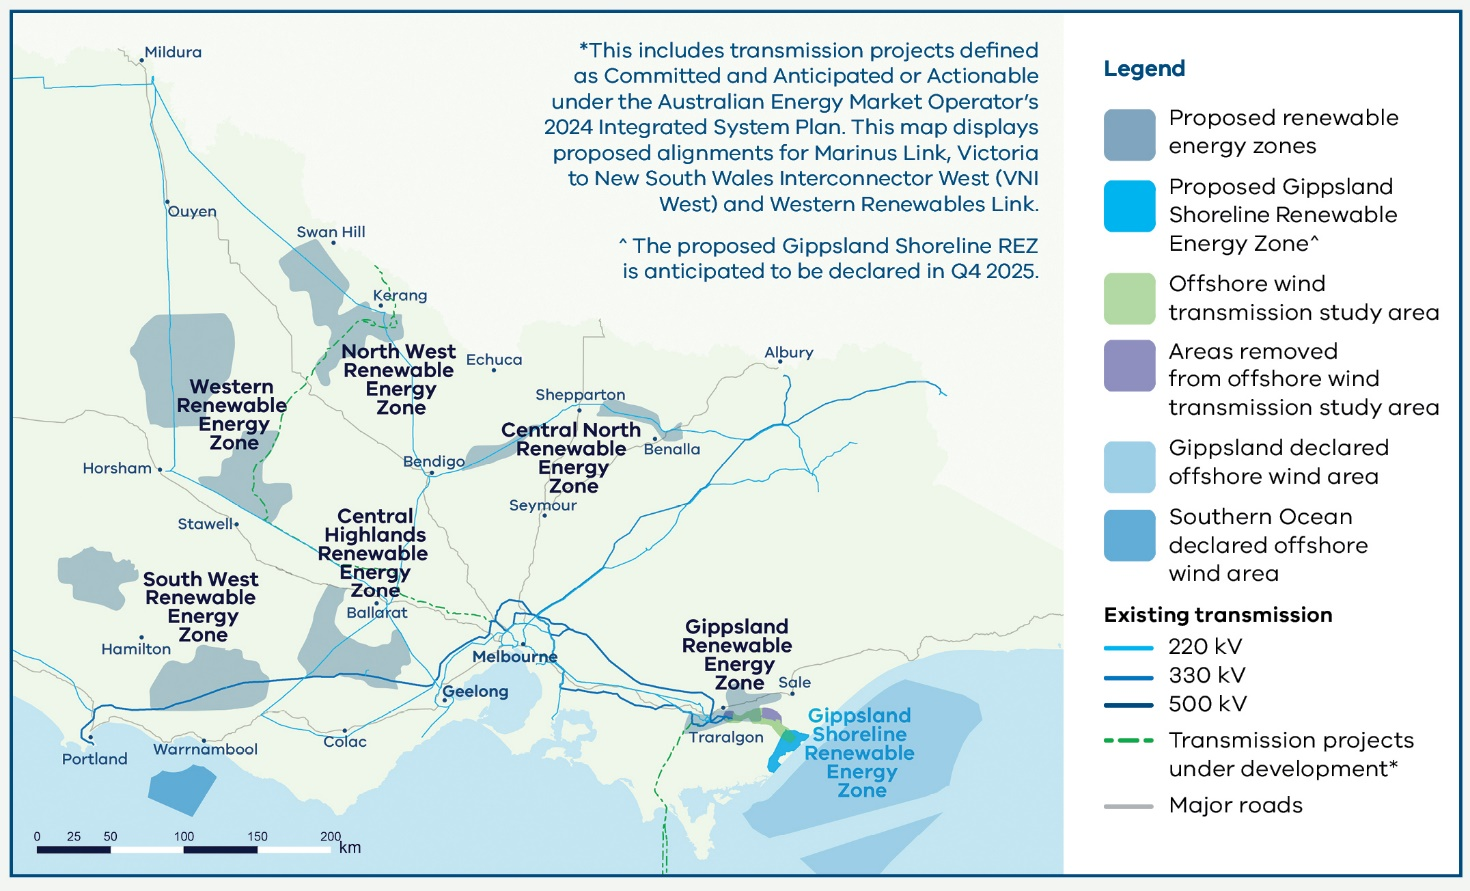 Mildura
*This includes transmission projects defined
as Committed and Anticipated or Actionable
under the Australian Energy Market Operator's
2024 Integrated System Plan. This map displays
proposed alignments for Marinus Link, Victoria
to New South Wales Interconnector West (VNI
West) and Western Renewables Link.
^ The proposed Gippsland Shoreline REZ
is anticipated to be declared in Q4 2025.
Ouyen
Swan Hill
Kerang
North West
Renewable
Energy
Zone
Echuca
Albury
Western
Renewable
Energy
Zone
Shepparton
Central North
Renewable
Energy
Zone
Benalla
Horsham
Bendigo
Seymour
Stawell
Central
Highlands
Renewable
Energy
Zone
South West
Renewable
Energy
Zone
Ballarat
Hamilton
Melbourne
Gippsland
Renewable
Energy
Zone
Sale
Geelong
Traralgon
Gippsland
Shoreline
Renewable
Energy
Zone
Portland
Warrnambool
Colac
0 25 50 100 150 200
km
Legend
Proposed renewable
energy zones
Proposed Gippsland
Shoreline Renewable
Energy Zone^
Offshore wind
transmission study area
Areas removed
from offshore wind
transmission study area
Gippsland declared
offshore wind area
Southern Ocean
declared offshore
wind area
Existing transmission
220 kV
330 kV
500 kV
Transmission projects
under development*
Major roads